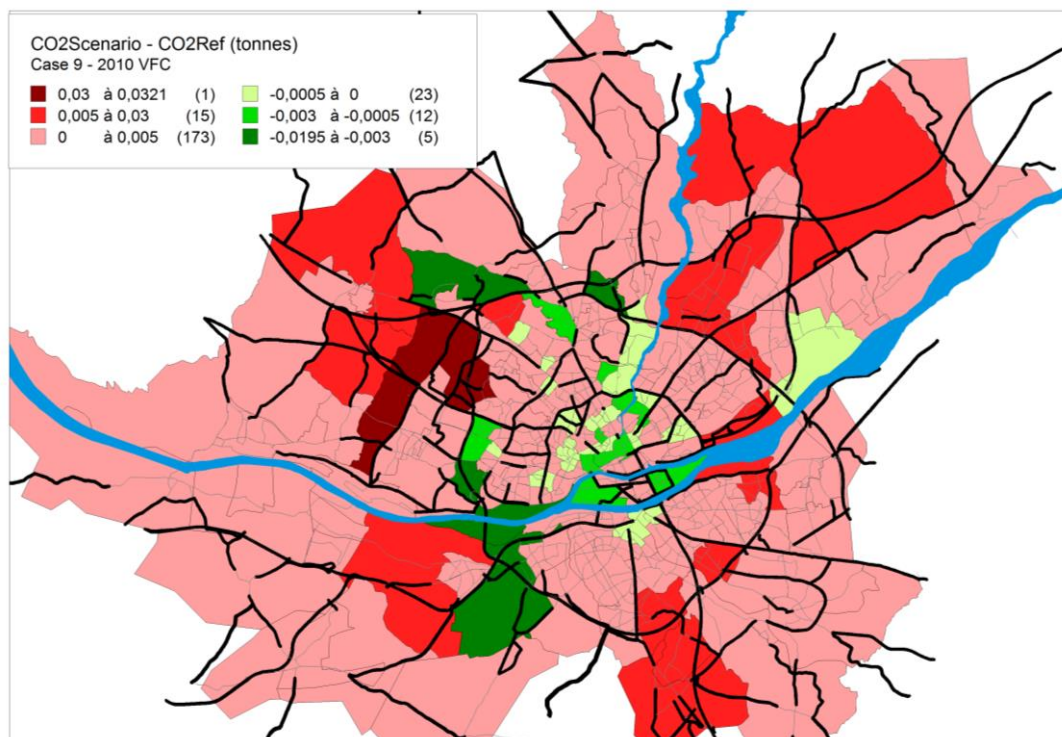 CO2Scenario - CO2Ref (tonnes)
Case 9 - 2010 VFC
0,03 à 0,0321 (1)
0,005 à 0,03 (15)
0 à 0,005 (173)
-0,0005 à 0 (23)
-0,003 à -0,0005 (12)
-0,0195 à -0,003 (5)